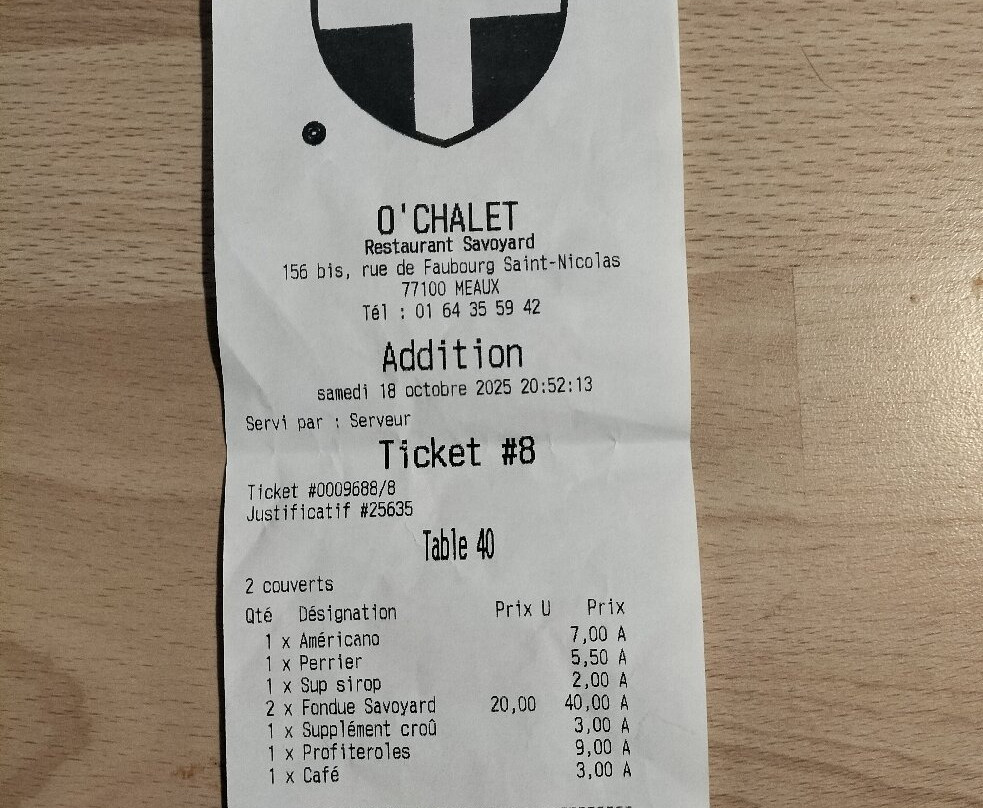 O'CHALET
Restaurant Savoyard
156 bis, rue de Faubourg Saint-Nicolas
77100 MEAUX
Tél : 01 64 35 59 42
Addition
samedi 18 octobre 2025 20:52:13
Servi par : Serveur
Ticket #8
Ticket #0009688/8
Justificatif #25635
Table 40
2 couverts
Qté Désignation Prix U Prix
1 x Américano 7,00 A
1 x Perrier 5,50 A
1 x Sup sirop 2,00 A
2 x Fondue Savoyard 20,00 40,00 A
1 x Supplément croû 3,00 A
1 x Profiteroles 9,00 A
1 x Café 3,00 A